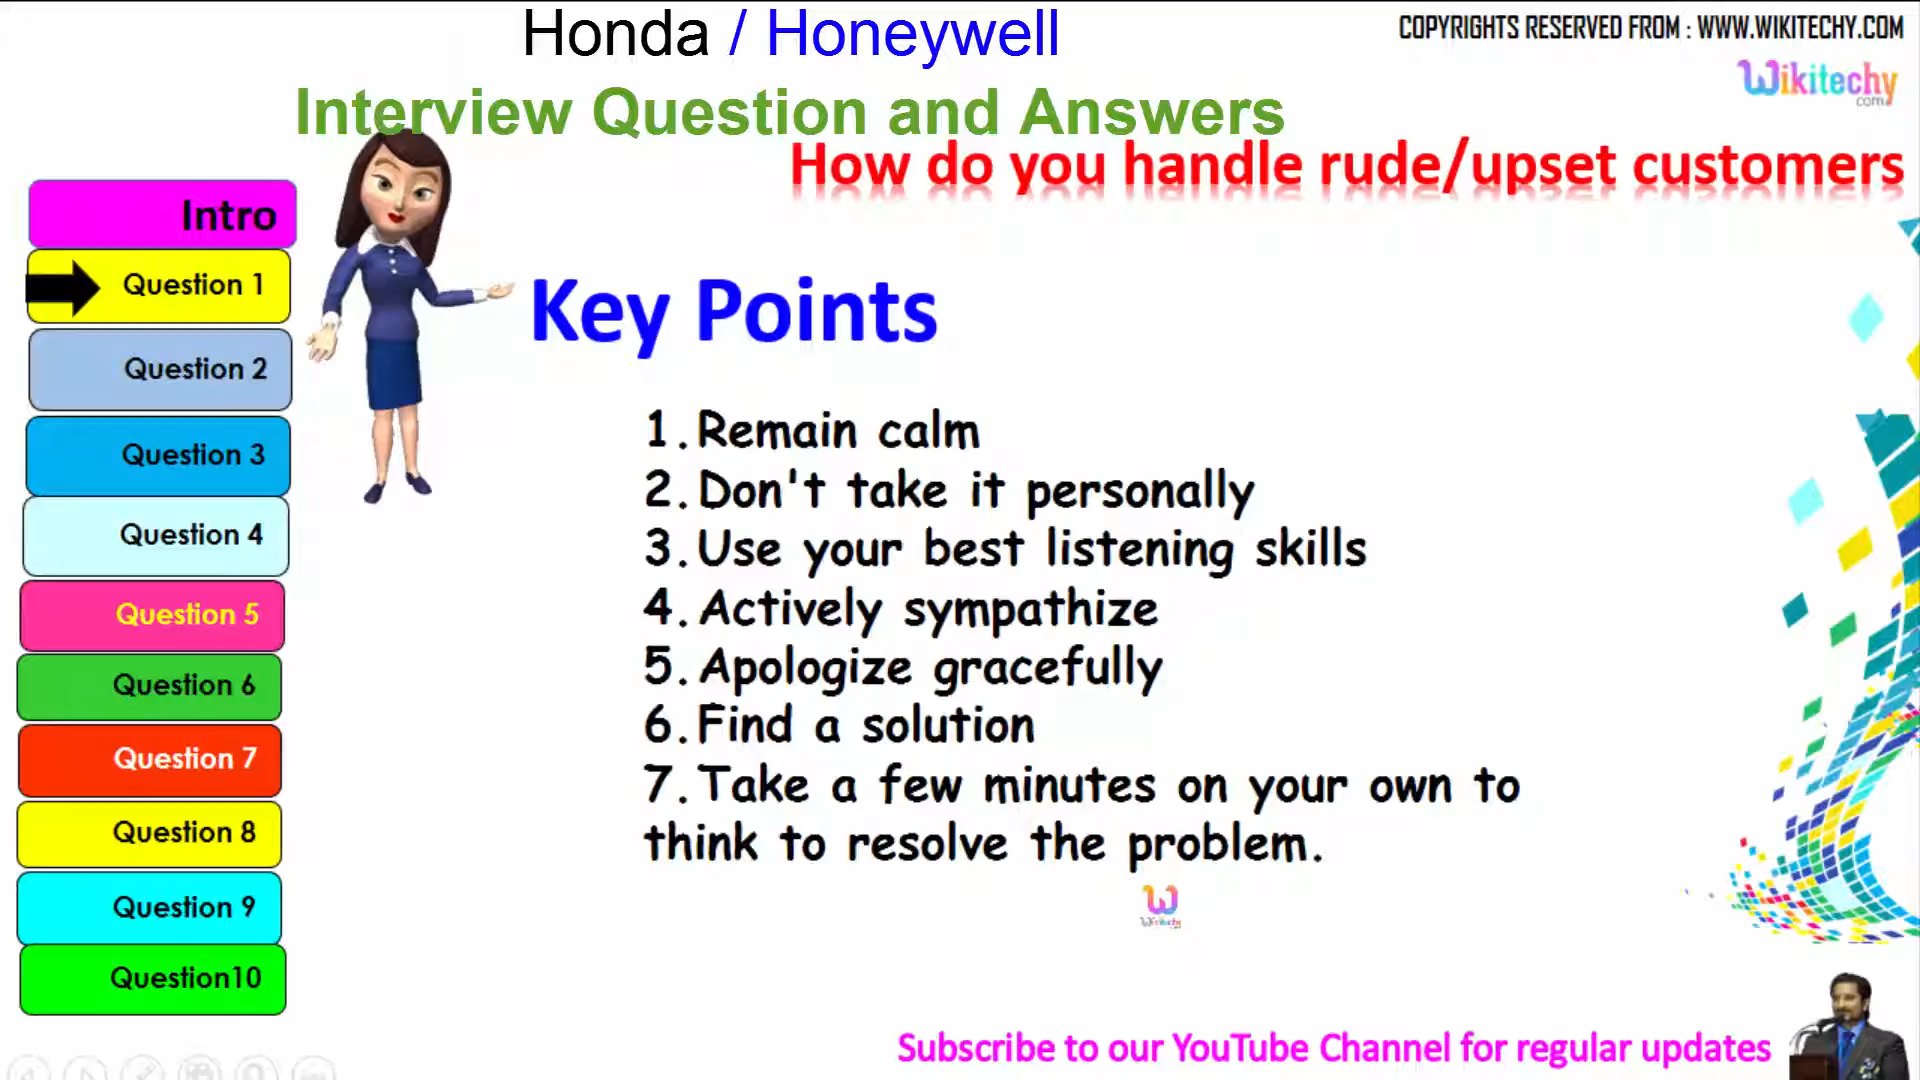 Honda / Honeywell
COPYRIGHTS RESERVED FROM : WWW.WIKITECHY.COM
Wikitechy
.com
Interview Question and Answers
How do you handle rude/upset customers
Intro
Question 1
Question 2
Question 3
Question 4
Question 5
Question 6
Question 7
Question 8
Question 9
Question10
Key Points
1. Remain calm
2. Don't take it personally
3. Use your best listening skills
4. Actively sympathize
5. Apologize gracefully
6. Find a solution
7. Take a few minutes on your own to
think to resolve the problem.
W
Wikitechy
Subscribe to our YouTube Channel for regular updates